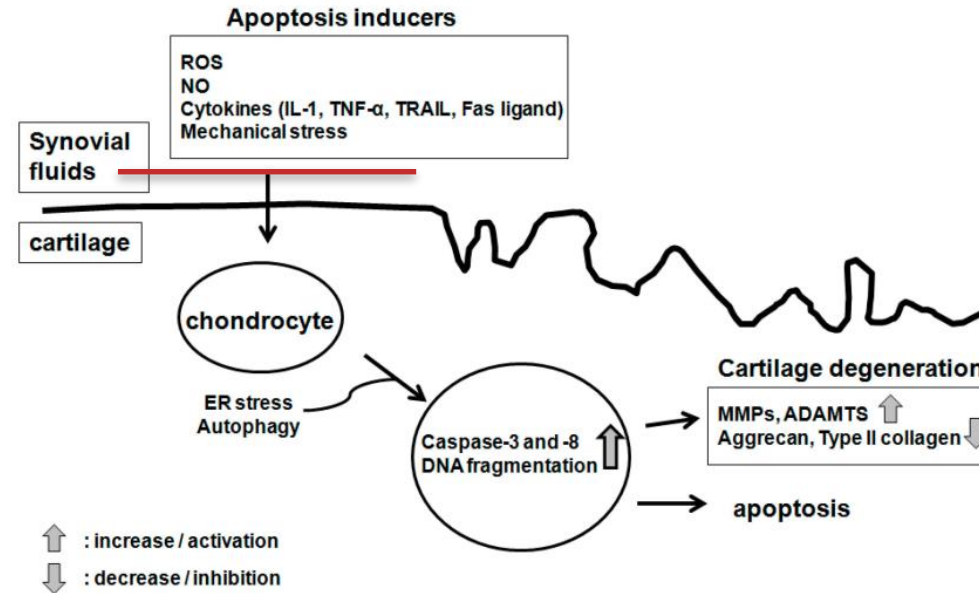 Apoptosis inducers
ROS
NO
Cytokines (IL-1, TNF-α, TRAIL, Fas ligand)
Mechanical stress
Synovial
fluids
cartilage
chondrocyte
ER stress
Autophagy
Caspase-3 and -8
DNA fragmentation
Cartilage degeneration
MMPs, ADAMTS
Aggrecan, Type II collagen
apoptosis
: increase / activation
: decrease / inhibition